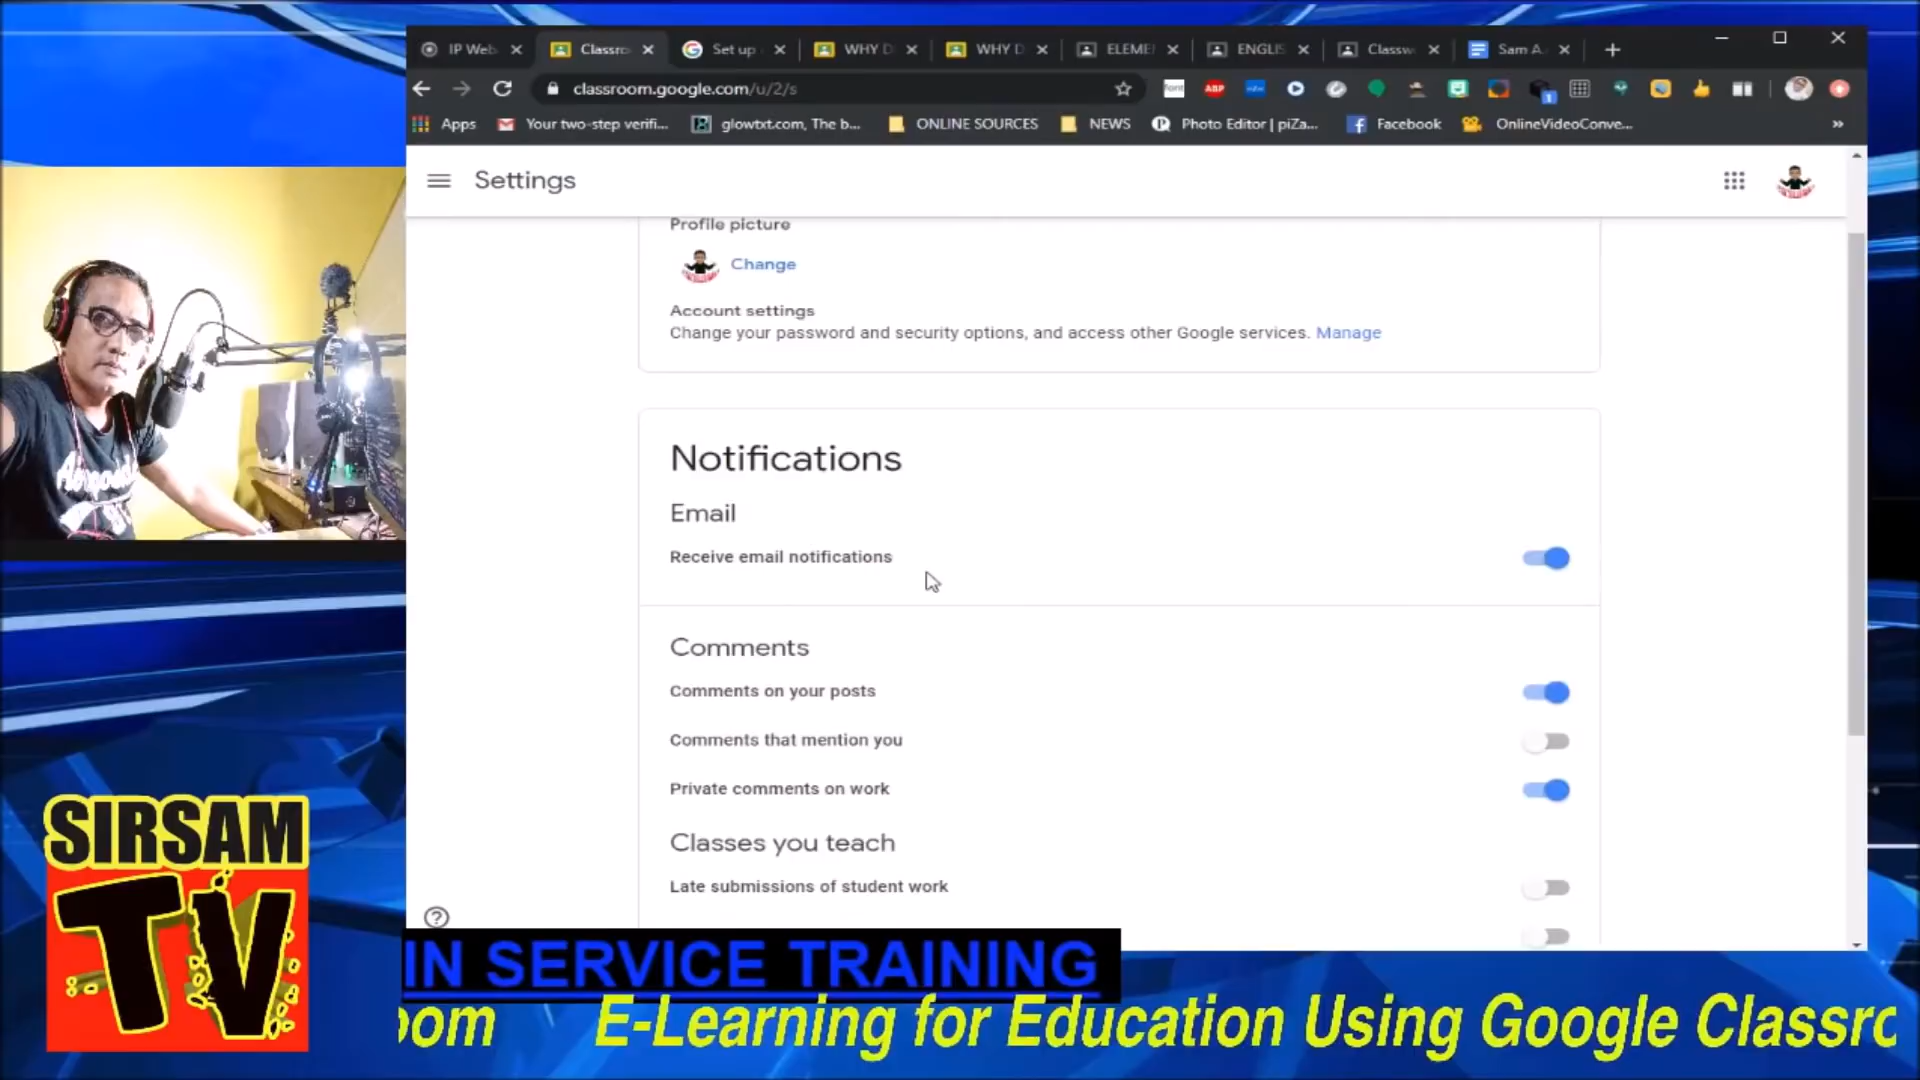 IP Web
Classro
Set up
WHY D
WHY D
ELEME
ENGLIS
Classw
Sam A.
classroom.google.com/u/2/s
ABP
Apps
Your two-step verifi...
glowtxt.com, The b...
ONLINE SOURCES
NEWS
Photo Editor | piZa...
Facebook
OnlineVideoConve...
»
Settings
Profile picture
Change
Account settings
Change your password and security options, and access other Google services. Manage
Notifications
Email
Receive email notifications
Comments
Comments on your posts
Comments that mention you
Private comments on work
Classes you teach
Late submissions of student work
SIRSAM
TV
IN SERVICE TRAINING
oom E-Learning for Education Using Google Classro